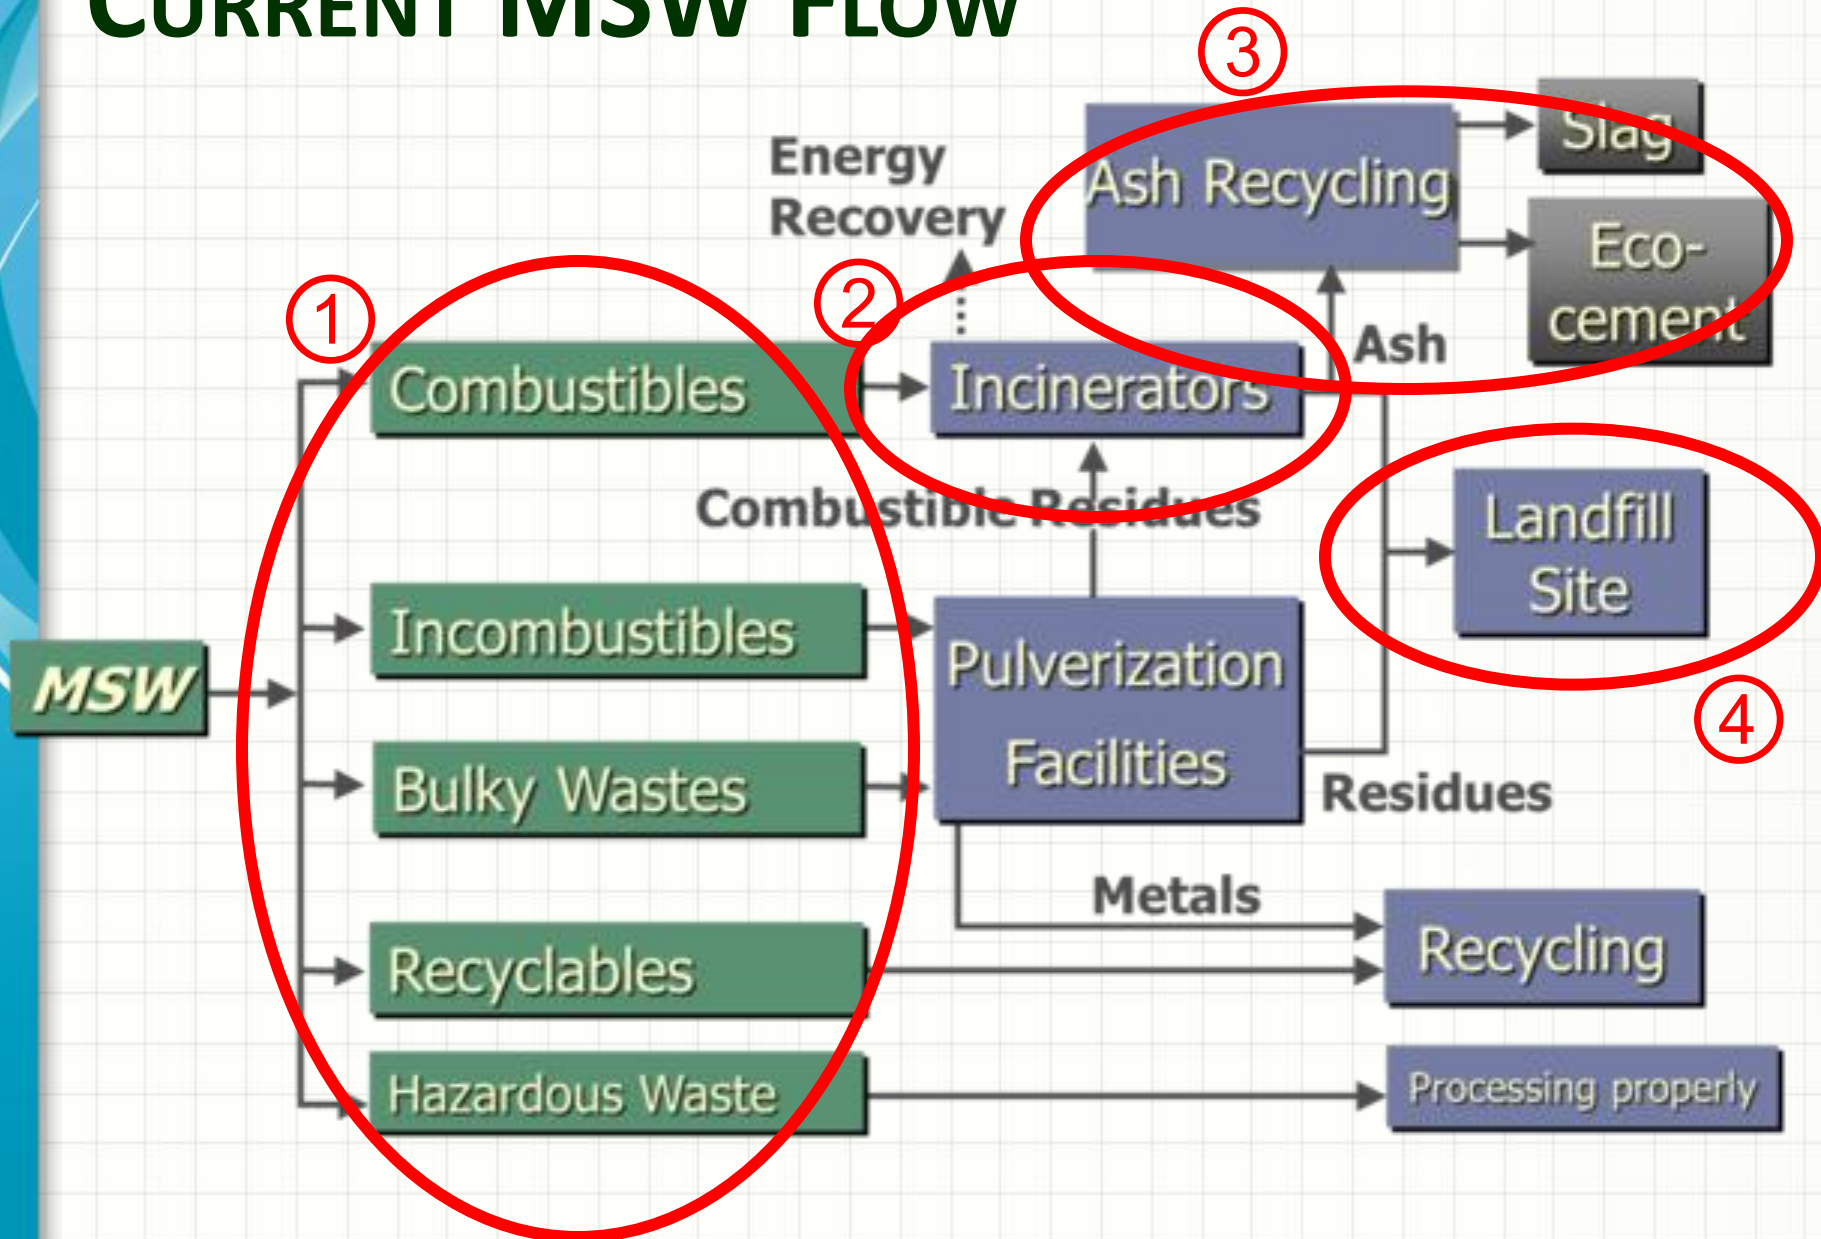 CURRENT MSW FLOW
③
Slag
Energy
Recovery
Ash Recycling
Eco-
cement
①
②
Ash
Combustibles
Incinerators
Combustible Residues
Landfill
Site
Incombustibles
Pulverization
Facilities
MSW
④
Bulky Wastes
Residues
Metals
Recyclables
Recycling
Hazardous Waste
Processing properly